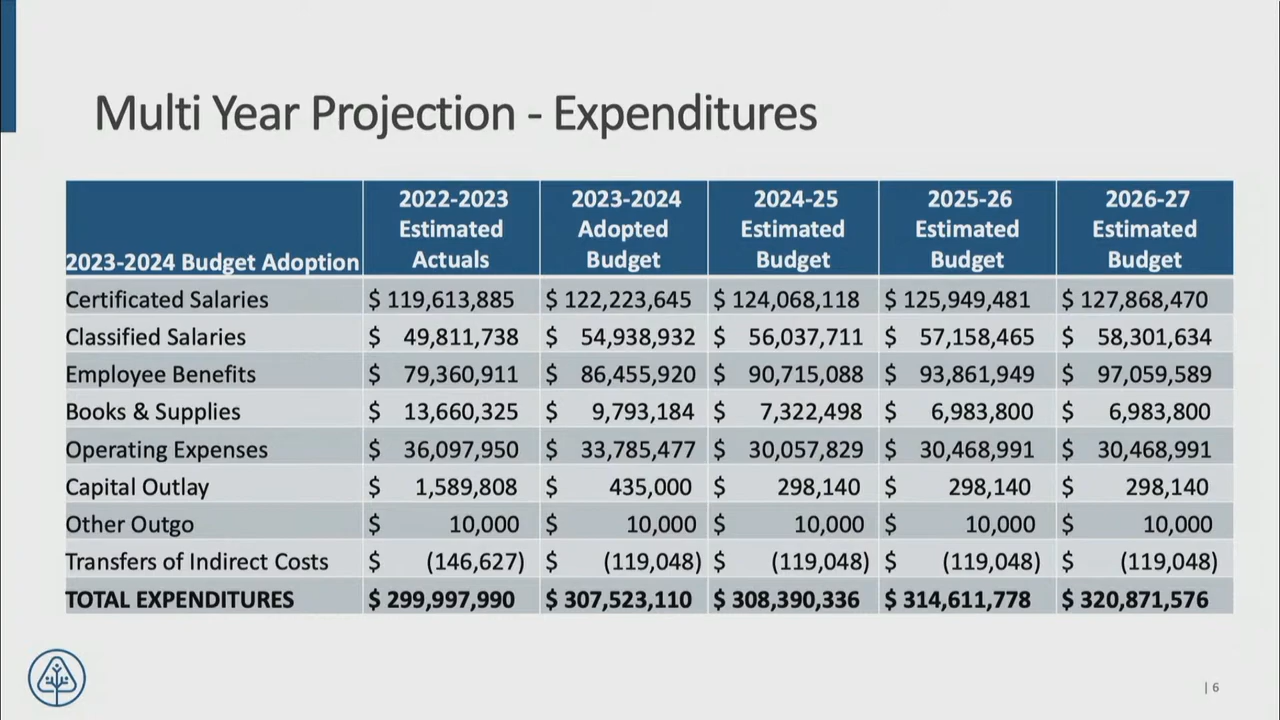 Multi Year Projection - Expenditures
2023-2024 Budget Adoption 2022-2023 Estimated Actuals 2023-2024 Adopted Budget 2024-25 Estimated Budget 2025-26 Estimated Budget 2026-27 Estimated Budget
Certificated Salaries $ 119,613,885 $ 122,223,645 $ 124,068,118 $ 125,949,481 $ 127,868,470
Classified Salaries $ 49,811,738 $ 54,938,932 $ 56,037,711 $ 57,158,465 $ 58,301,634
Employee Benefits $ 79,360,911 $ 86,455,920 $ 90,715,088 $ 93,861,949 $ 97,059,589
Books & Supplies $ 13,660,325 $ 9,793,184 $ 7,322,498 $ 6,983,800 $ 6,983,800
Operating Expenses $ 36,097,950 $ 33,785,477 $ 30,057,829 $ 30,468,991 $ 30,468,991
Capital Outlay $ 1,589,808 $ 435,000 $ 298,140 $ 298,140 $ 298,140
Other Outgo $ 10,000 $ 10,000 $ 10,000 $ 10,000 $ 10,000
Transfers of Indirect Costs $ (146,627) $ (119,048) $ (119,048) $ (119,048) $ (119,048)
TOTAL EXPENDITURES $ 299,997,990 $ 307,523,110 $ 308,390,336 $ 314,611,778 $ 320,871,576
| 6